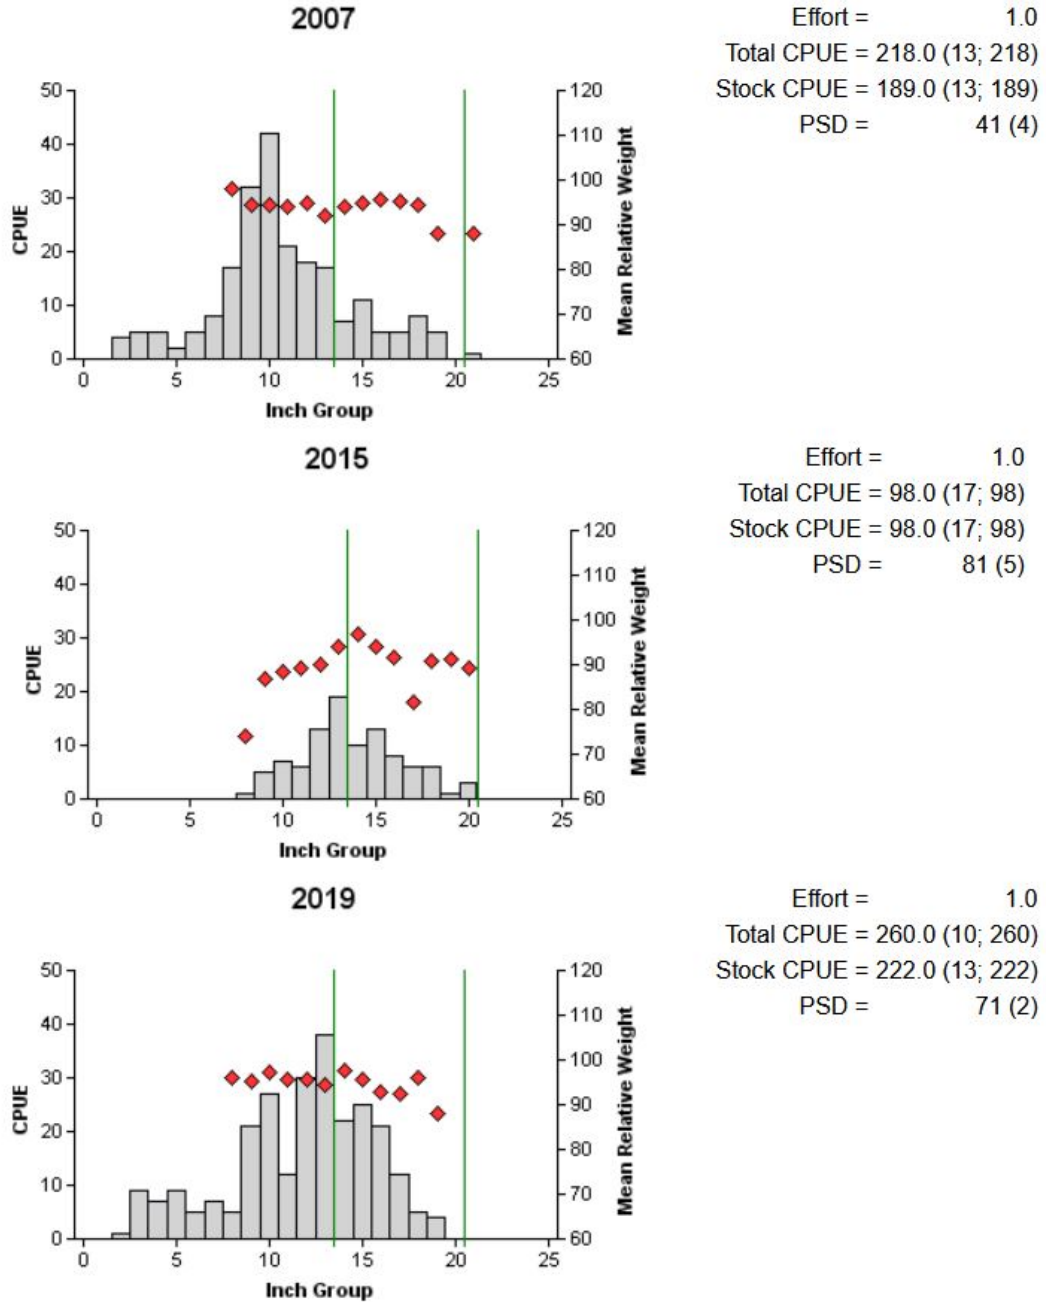 2007
Effort = 1.0
Total CPUE = 218.0 (13; 218)
Stock CPUE = 189.0 (13; 189)
PSD = 41 (4)
50 120
40 110
30 100
20 90
10 80
0 70
60
CPUE
Mean Relative Weight
0 5 10 15 20 25
Inch Group
2015
Effort = 1.0
Total CPUE = 98.0 (17; 98)
Stock CPUE = 98.0 (17; 98)
PSD = 81 (5)
50 120
40 110
30 100
20 90
10 80
0 70
60
CPUE
Mean Relative Weight
0 5 10 15 20 25
Inch Group
2019
Effort = 1.0
Total CPUE = 260.0 (10; 260)
Stock CPUE = 222.0 (13; 222)
PSD = 71 (2)
50 120
40 110
30 100
20 90
10 80
0 70
60
CPUE
Mean Relative Weight
0 5 10 15 20 25
Inch Group